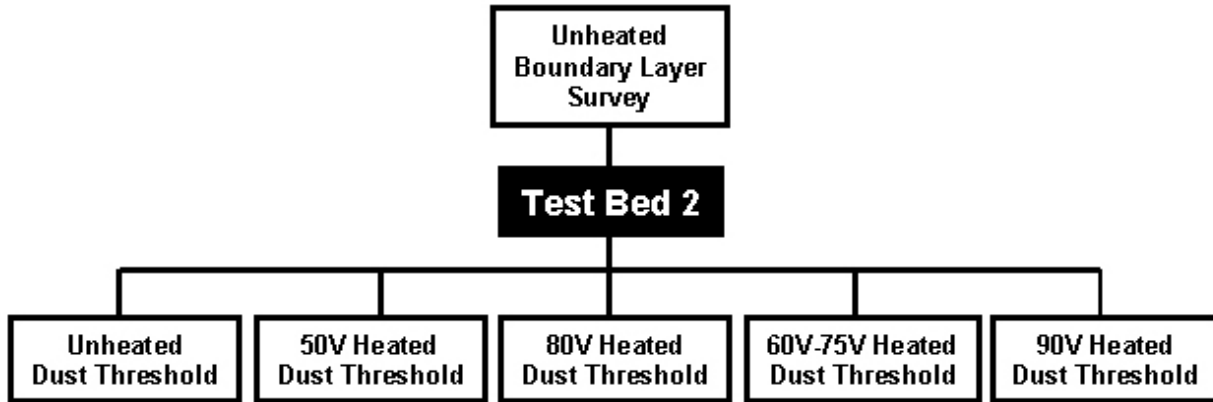 Unheated
Boundary Layer
Survey
Test Bed 2
Unheated
Dust Threshold
50V Heated
Dust Threshold
80V Heated
Dust Threshold
60V-75V Heated
Dust Threshold
90V Heated
Dust Threshold